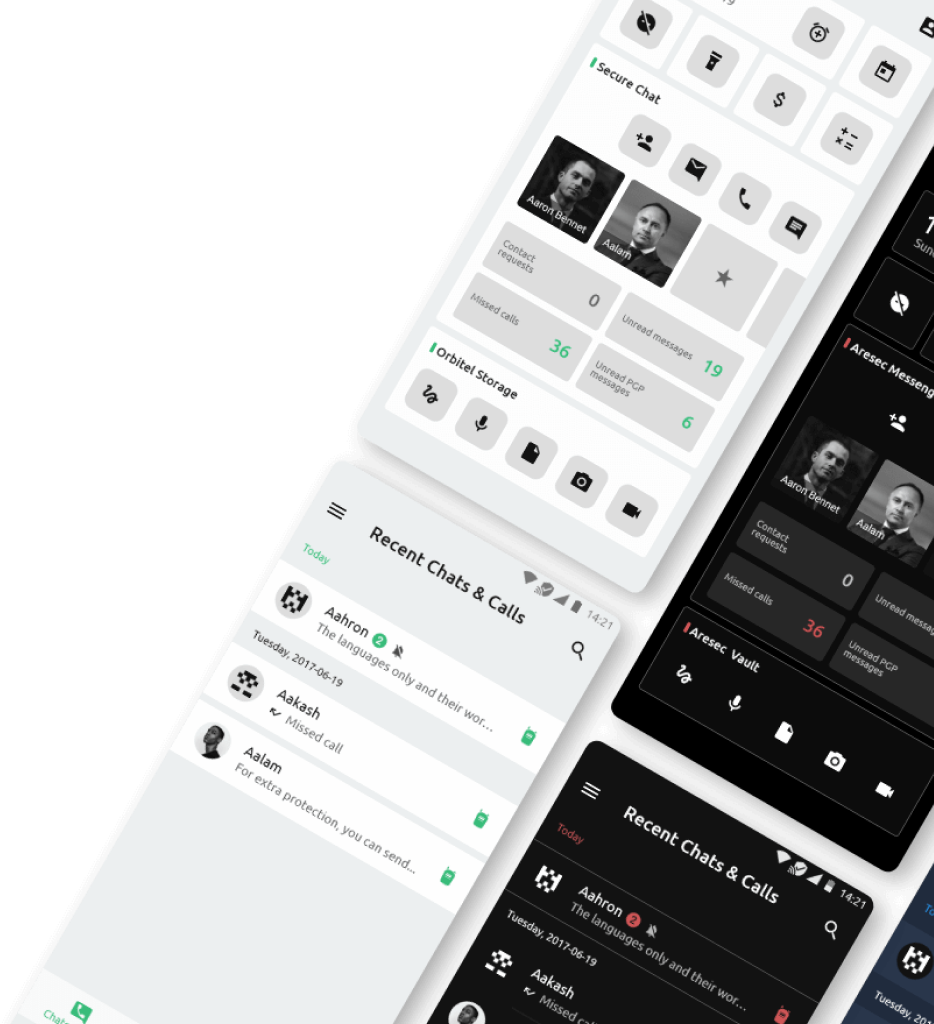 19
Secure Chat
Aaron Bennet
Aalam
Contact
requests
0
Unread messages
19
Missed calls
36
Unread PGP
messages
6
Orbitel Storage
14:21
Recent Chats & Calls
Today
Aahron 2
The languages only and their wor...
Tuesday, 2017-06-19
Aakash
Missed call
Aalam
For extra protection, you can send...
Aresec Messeng
Aaron Bennet
Aalam
Contact
requests
0
Unread messag
Missed calls
36
Unread PGP
messages
Aresec Vault
14:21
Recent Chats & Calls
Today
Aahron 2
The languages only and their wor...
Tuesday, 2017-06-19
Aakash
Missed cal
Tuesday, 201